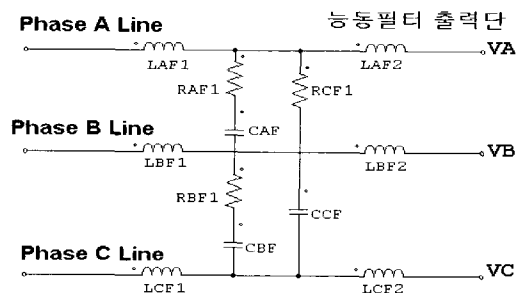 능동필터 출력단
Phase A Line
VA
LAF1
LAF2
RAF1
RCF1
CAF
Phase B Line
VB
LBF1
LBF2
RBF1
CCF
CBF
Phase C Line
VC
LCF1
LCF2